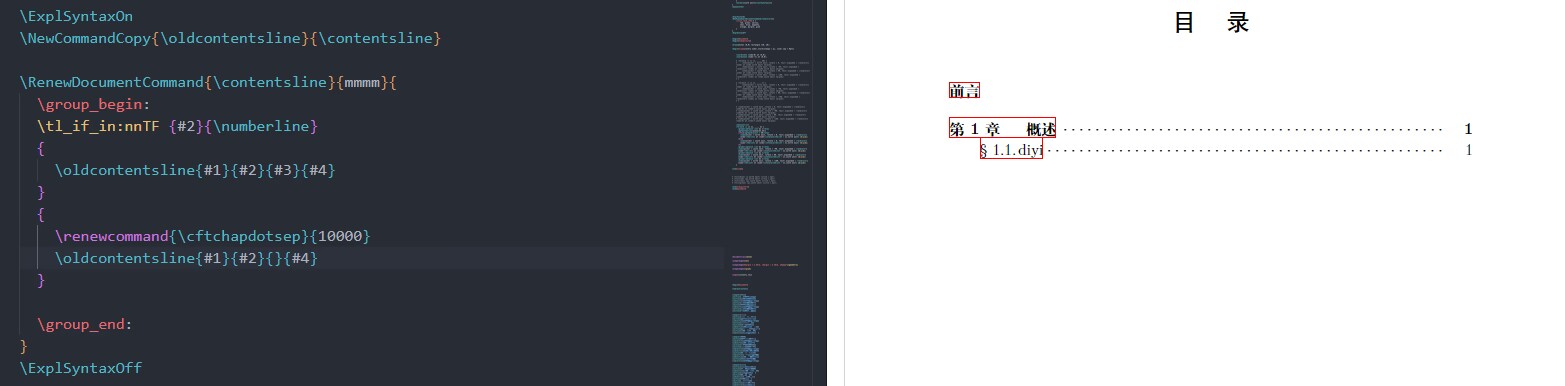 \ExplSyntaxOn
\NewCommandCopy{\oldcontentsline}{\contentsline}
\RenewDocumentCommand{\contentsline}{mmmm}{
\group_begin:
\tl_if_in:nnTF {#2}{\numberline}
{
\oldcontentsline{#1}{#2}{#3}{#4}
}
{
\renewcommand{\cftchapdotsep}{10000}
\oldcontentsline{#1}{#2}{}{#4}
}
\group_end:
}
\ExplSyntaxOff
目 录
前言
第 1 章 概述 ........................................ 1
§ 1.1. diyi ........................................ 1